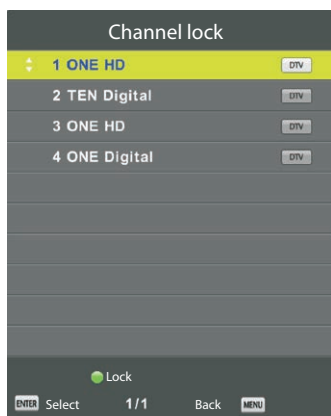 Channel lock
1 ONE HD DTV
2 TEN Digital DTV
3 ONE HD DTV
4 ONE Digital DTV
Lock
ENTER Select 1/1 Back MENU